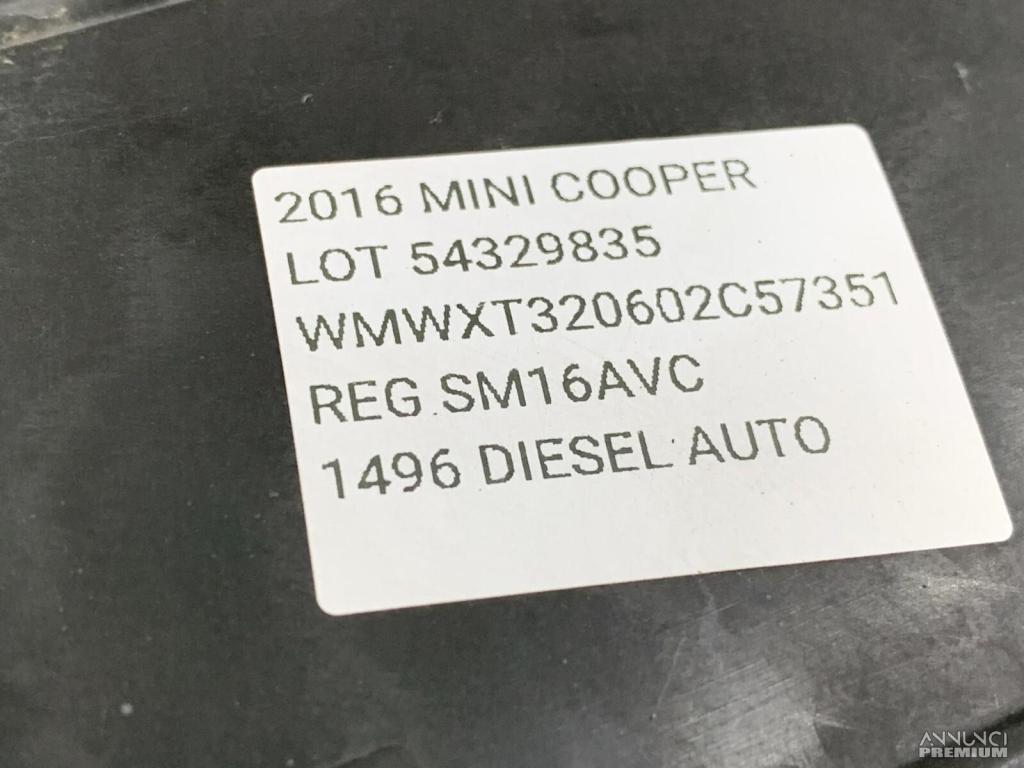 2016 MINI COOPER
LOT 54329835
WMWXT320602C57351
REG SM16AVC
1496 DIESEL AUTO
ANNUNCI
PREMIUM